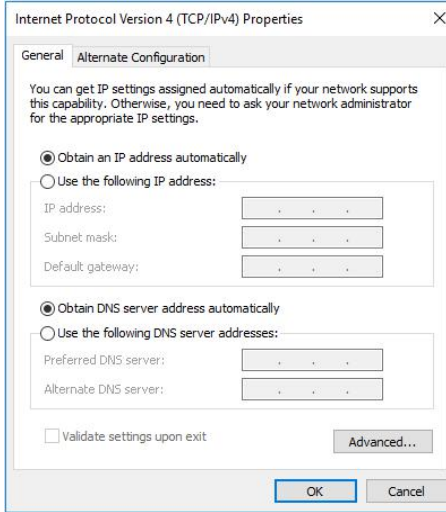 Internet Protocol Version 4 (TCP/IPv4) Properties
General Alternate Configuration
You can get IP settings assigned automatically if your network supports
this capability. Otherwise, you need to ask your network administrator
for the appropriate IP settings.
Obtain an IP address automatically
Use the following IP address:
IP address: . . .
Subnet mask: . . .
Default gateway: . . .
Obtain DNS server address automatically
Use the following DNS server addresses:
Preferred DNS server: . . .
Alternate DNS server: . . .
Validate settings upon exit
Advanced...
OK Cancel